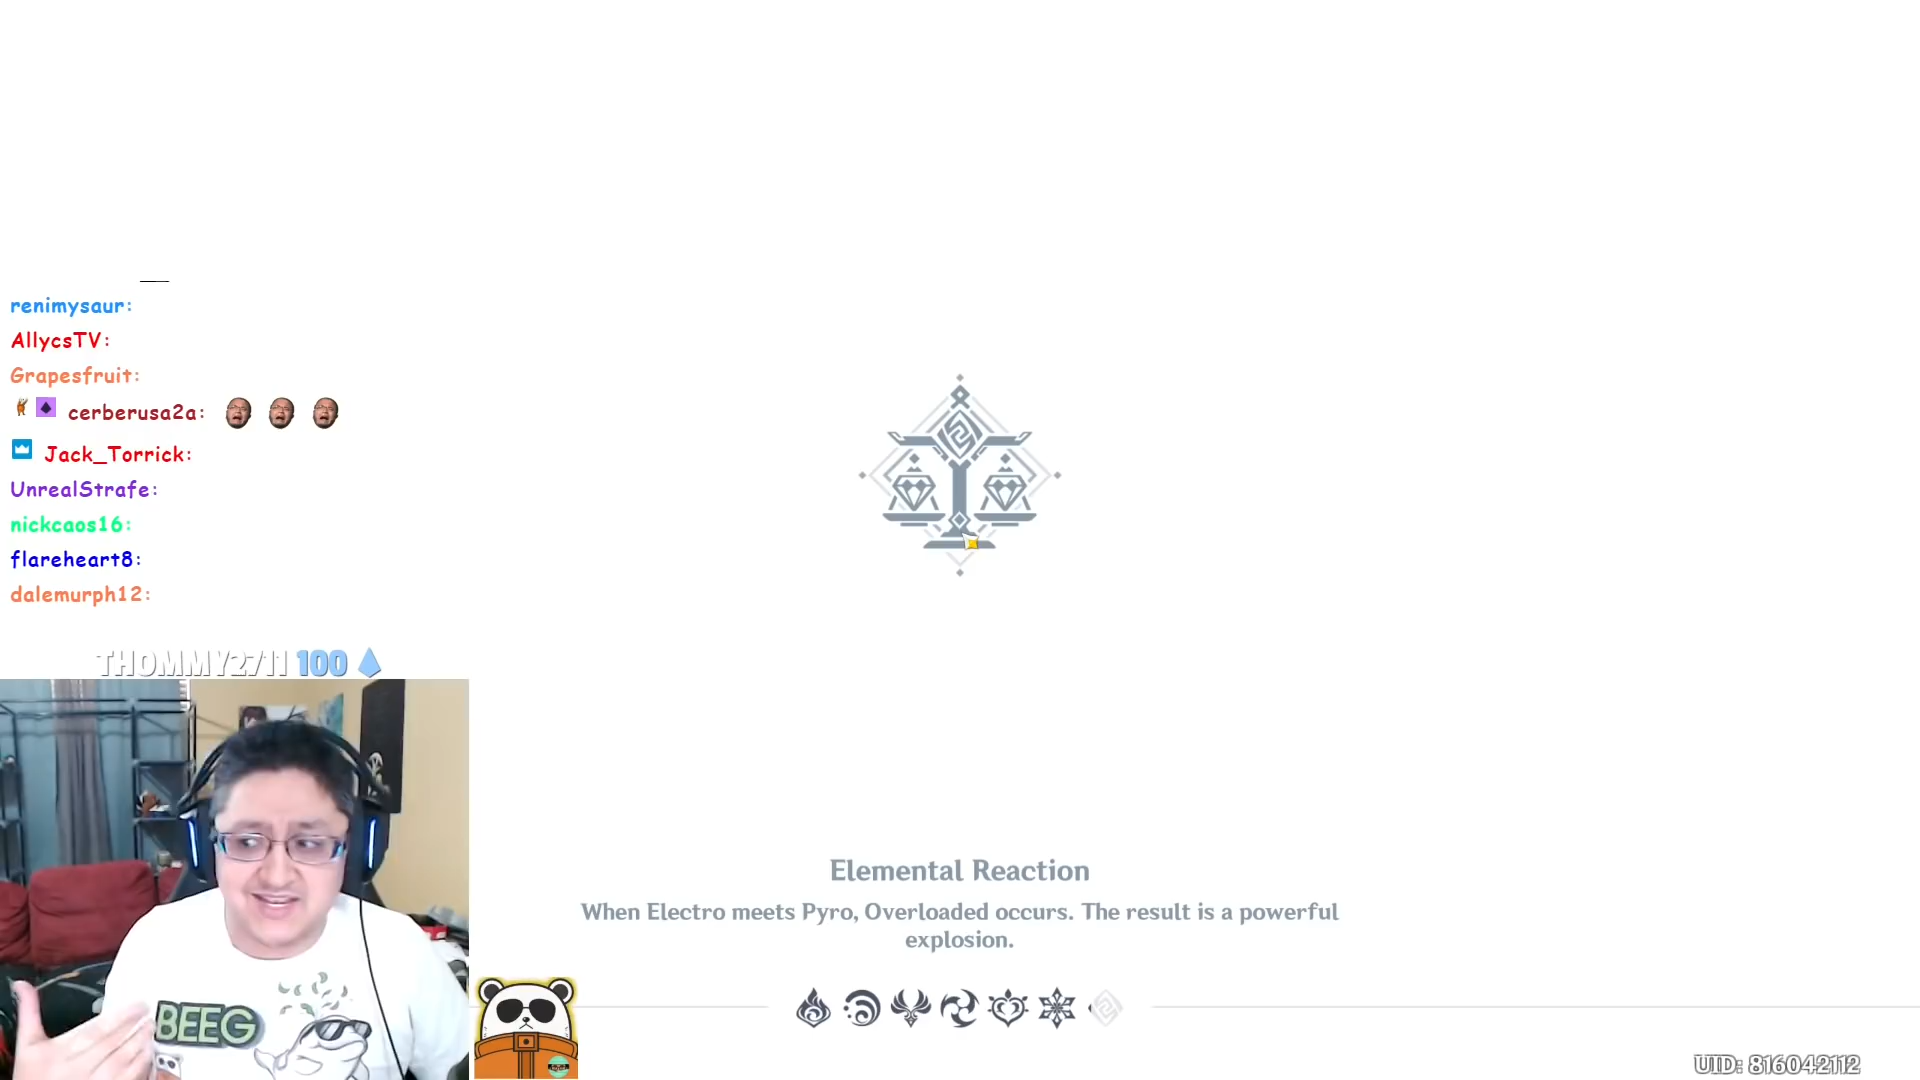 renimysaur:
AllycsTV:
Grapesfruit:
cerberusa2a:
Jack_Torrick:
UnrealStrafe:
nickcaos16:
flareheart8:
dalemurph12:
THOMMY2711 100
BEEG
Elemental Reaction
When Electro meets Pyro, Overloaded occurs. The result is a powerful
explosion.
UID: 816042112